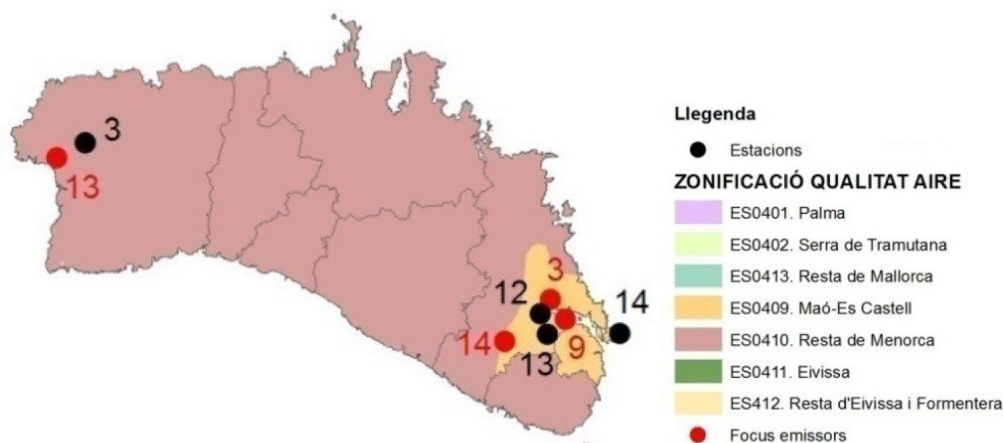 3
13
3
12
14
14
13
9
Llegenda
Estacions
ZONIFICACIÓ QUALITAT AIRE
ES0401. Palma
ES0402. Serra de Tramutana
ES0413. Resta de Mallorca
ES0409. Maó-Es Castell
ES0410. Resta de Menorca
ES0411. Eivissa
ES412. Resta d'Eivissa i Formentera
Focus emissors